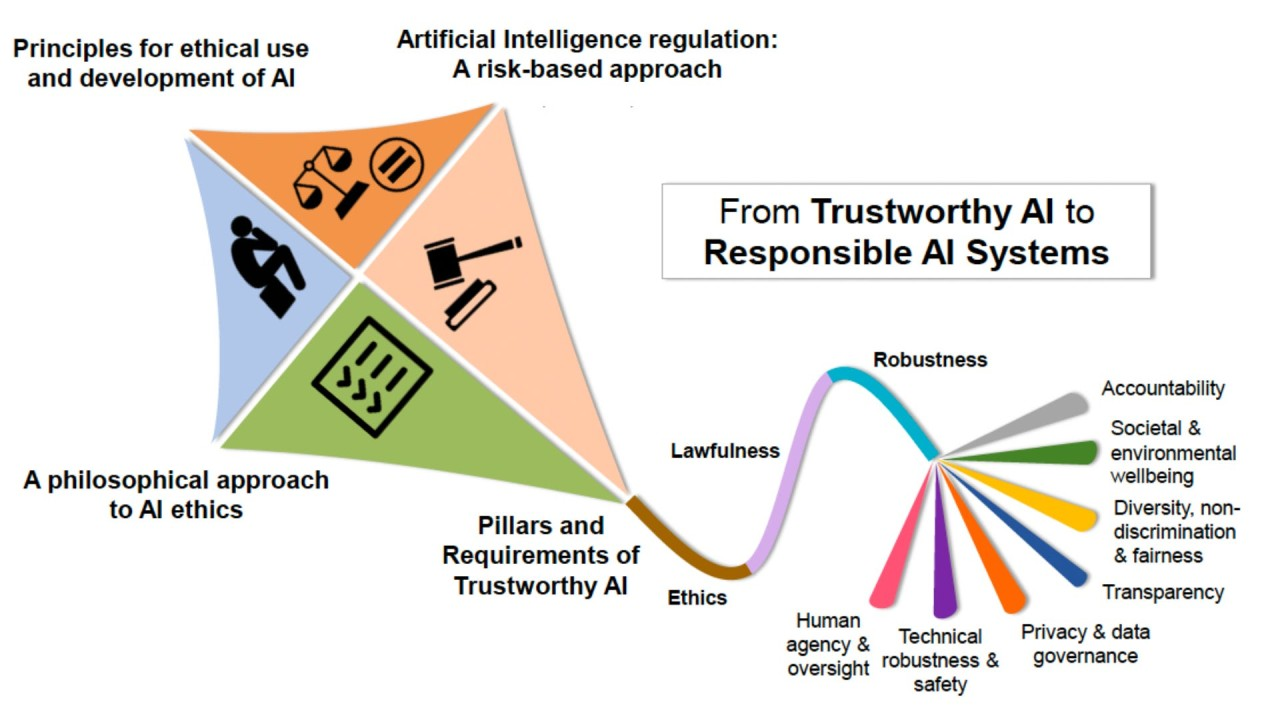 Principles for ethical use
and development of AI
Artificial Intelligence regulation:
A risk-based approach
From Trustworthy AI to
Responsible AI Systems
A philosophical approach
to AI ethics
Pillars and
Requirements of
Trustworthy AI
Ethics
Lawfulness
Robustness
Accountability
Societal &
environmental
wellbeing
Diversity, non-
discrimination
& fairness
Transparency
Privacy & data
governance
Technical
robustness &
safety
Human
agency &
oversight